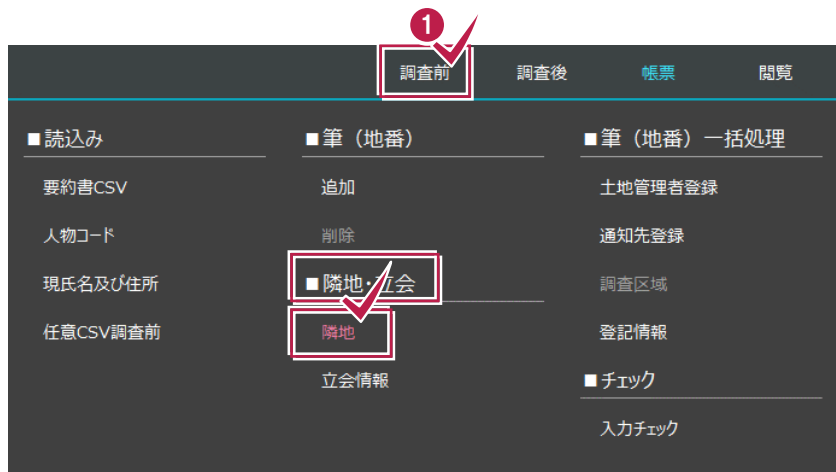 1
調査前
調査後
帳票
閲覧
■読込み
要約書CSV
人物コード
現氏名及び住所
任意CSV調査前
■筆（地番）
追加
削除
■隣地・立会
隣地
立会情報
■筆（地番）一括処理
土地管理者登録
通知先登録
調査区域
登記情報
■チェック
入力チェック